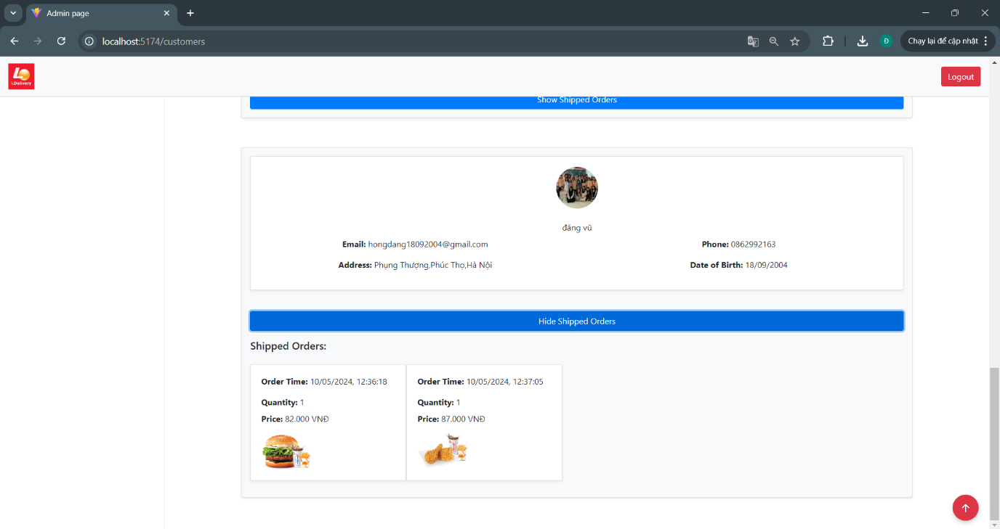 Admin page
localhost:5174/customers
Chạy lại để cập nhật
Đ
L-Delivery
Logout
Show Shipped Orders
đăng vũ
Email: hongdang18092004@gmail.com
Phone: 0862992163
Address: Phụng Thượng,Phúc Thọ,Hà Nội
Date of Birth: 18/09/2004
Hide Shipped Orders
Shipped Orders:
Order Time: 10/05/2024, 12:36:18
Quantity: 1
Price: 82.000 VNĐ
Order Time: 10/05/2024, 12:37:05
Quantity: 1
Price: 87.000 VNĐ